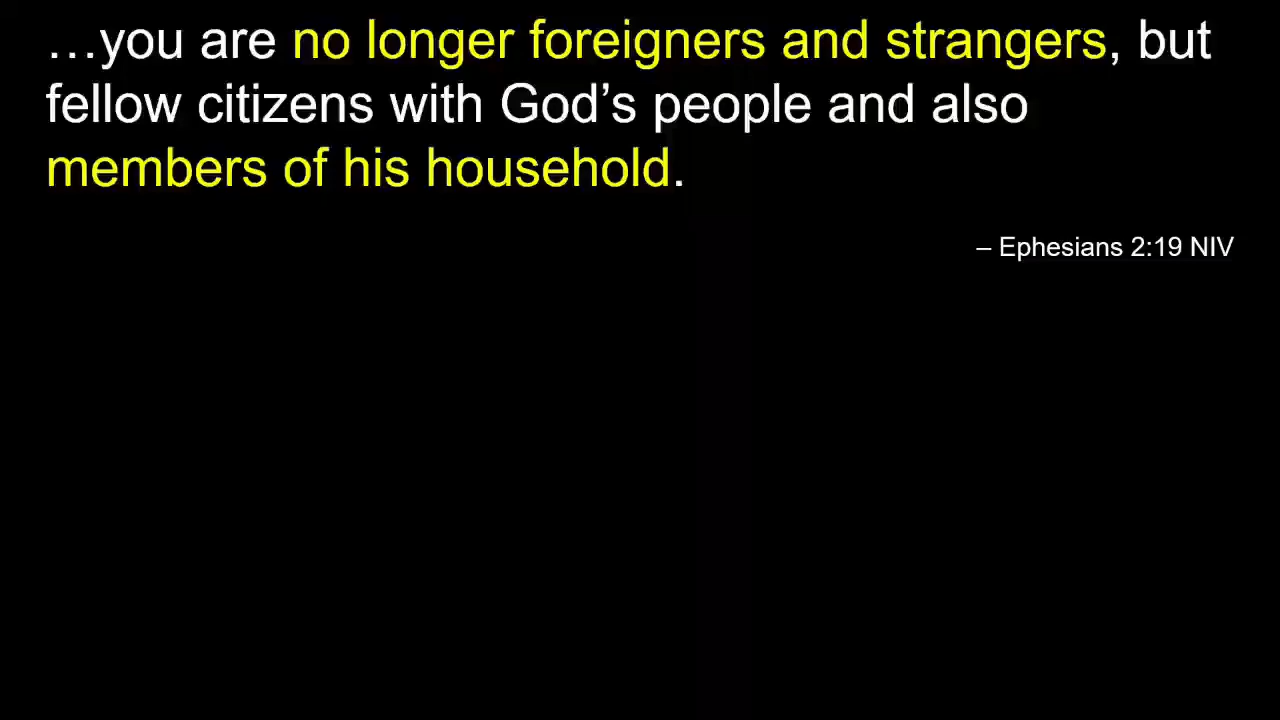 …you are no longer foreigners and strangers, but
fellow citizens with God’s people and also
members of his household.
– Ephesians 2:19 NIV